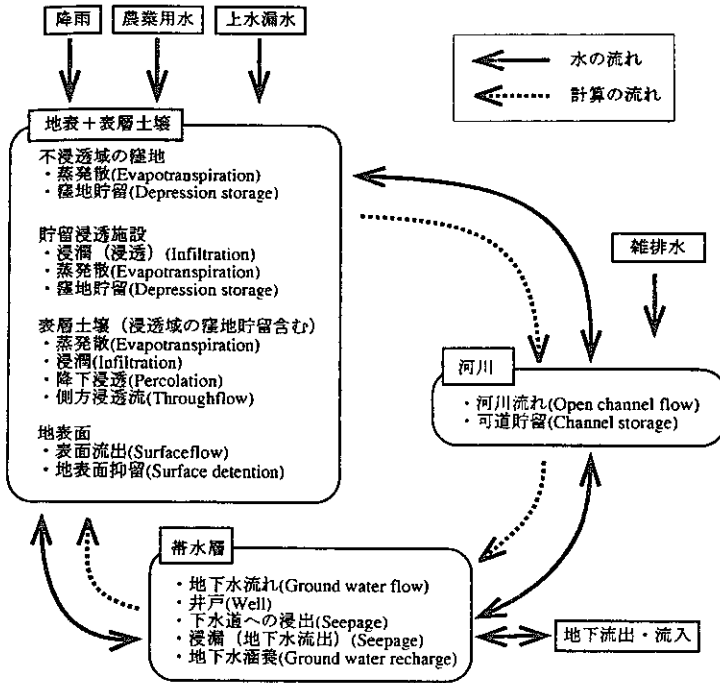 降雨
農業用水
上水漏水
水の流れ
計算の流れ
地表＋表層土壌
不浸透域の窪地
・蒸発散(Evapotranspiration)
・窪地貯留(Depression storage)
貯留浸透施設
・浸潤（浸透）(Infiltration)
・蒸発散(Evapotranspiration)
・窪地貯留(Depression storage)
表層土壌（浸透域の窪地貯留含む）
・蒸発散(Evapotranspiration)
・浸潤(Infiltration)
・降下浸透(Percolation)
・側方浸透流(Throughflow)
地表面
・表面流出(Surfaceflow)
・地表面抑留(Surface detention)
雑排水
河川
・河川流れ(Open channel flow)
・可道貯留(Channel storage)
帯水層
・地下水流れ(Ground water flow)
・井戸(Well)
・下水道への浸出(Seepage)
・浸漏（地下水流出）(Seepage)
・地下水涵養(Ground water recharge)
地下流出・流入